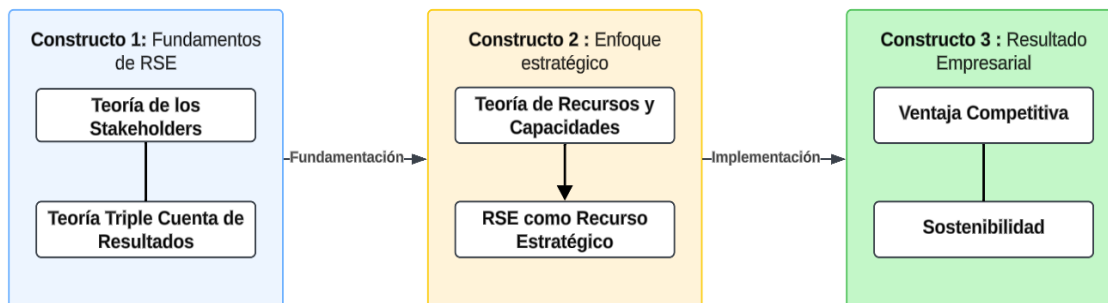 Constructo 1: Fundamentos
de RSE
Teoría de los
Stakeholders
Teoría Triple Cuenta de
Resultados
Fundamentación
Constructo 2 : Enfoque
estratégico
Teoría de Recursos y
Capacidades
RSE como Recurso
Estratégico
Implementación
Constructo 3 : Resultado
Empresarial
Ventaja Competitiva
Sostenibilidad